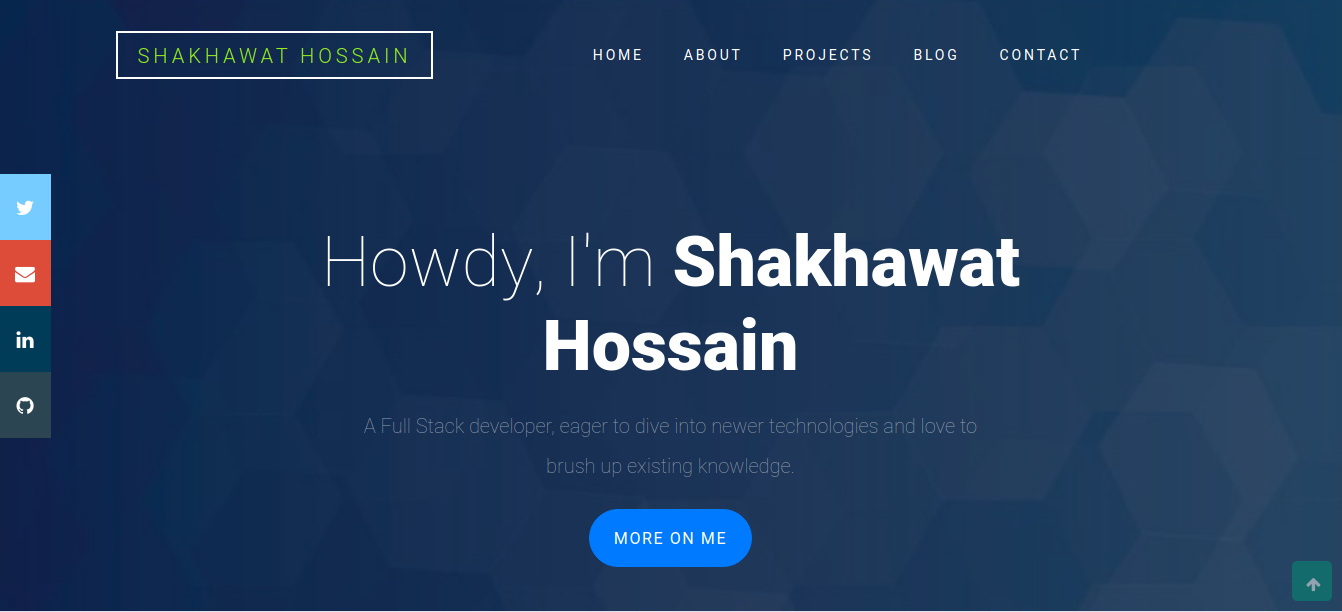 SHAKHAWAT HOSSAIN
HOME ABOUT PROJECTS BLOG CONTACT
Howdy, I'm Shakhawat
Hossain
A Full Stack developer, eager to dive into newer technologies and love to
brush up existing knowledge.
MORE ON ME